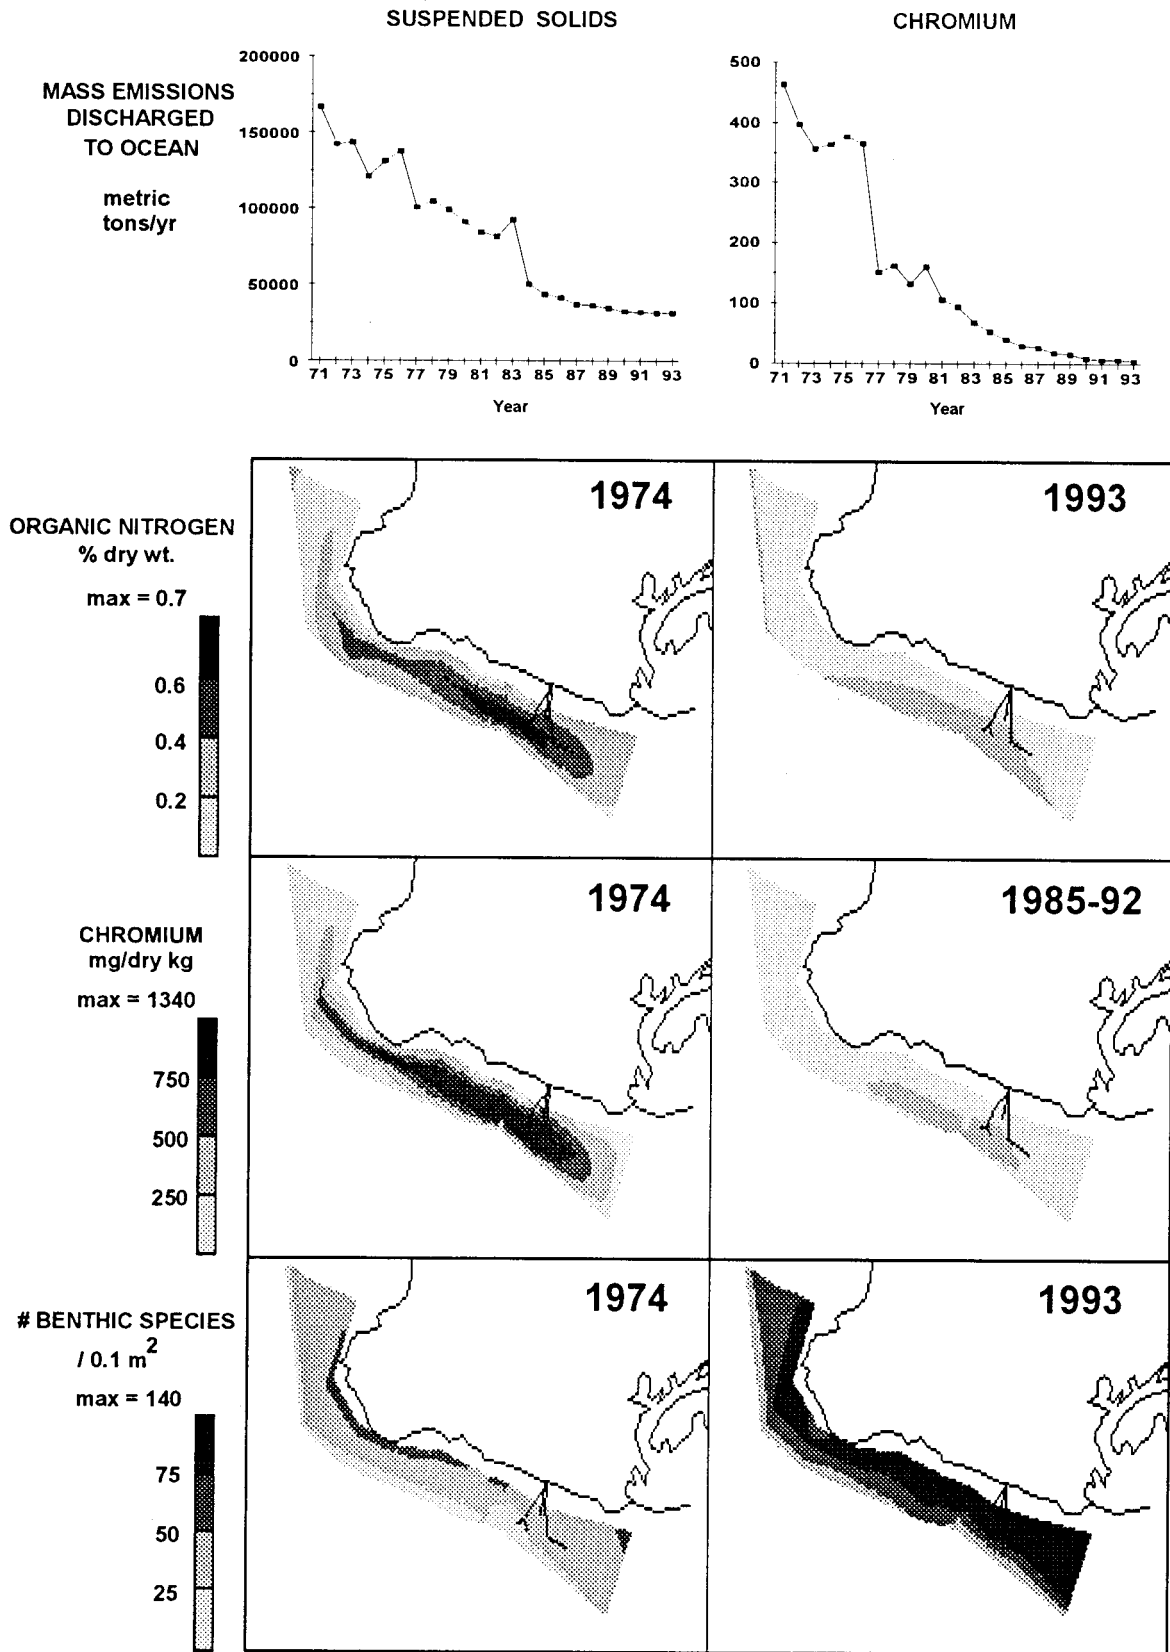 SUSPENDED SOLIDS
CHROMIUM
MASS EMISSIONS
DISCHARGED
TO OCEAN
metric
tons/yr
200000
150000
100000
50000
0
71 73 75 77 79 81 83 85 87 89 91 93
Year
500
400
300
200
100
0
71 73 75 77 79 81 83 85 87 89 91 93
Year
ORGANIC NITROGEN
% dry wt.
max = 0.7
0.6
0.4
0.2
1974
1993
CHROMIUM
mg/dry kg
max = 1340
750
500
250
1974
1985-92
# BENTHIC SPECIES
/ 0.1 m²
max = 140
75
50
25
1974
1993